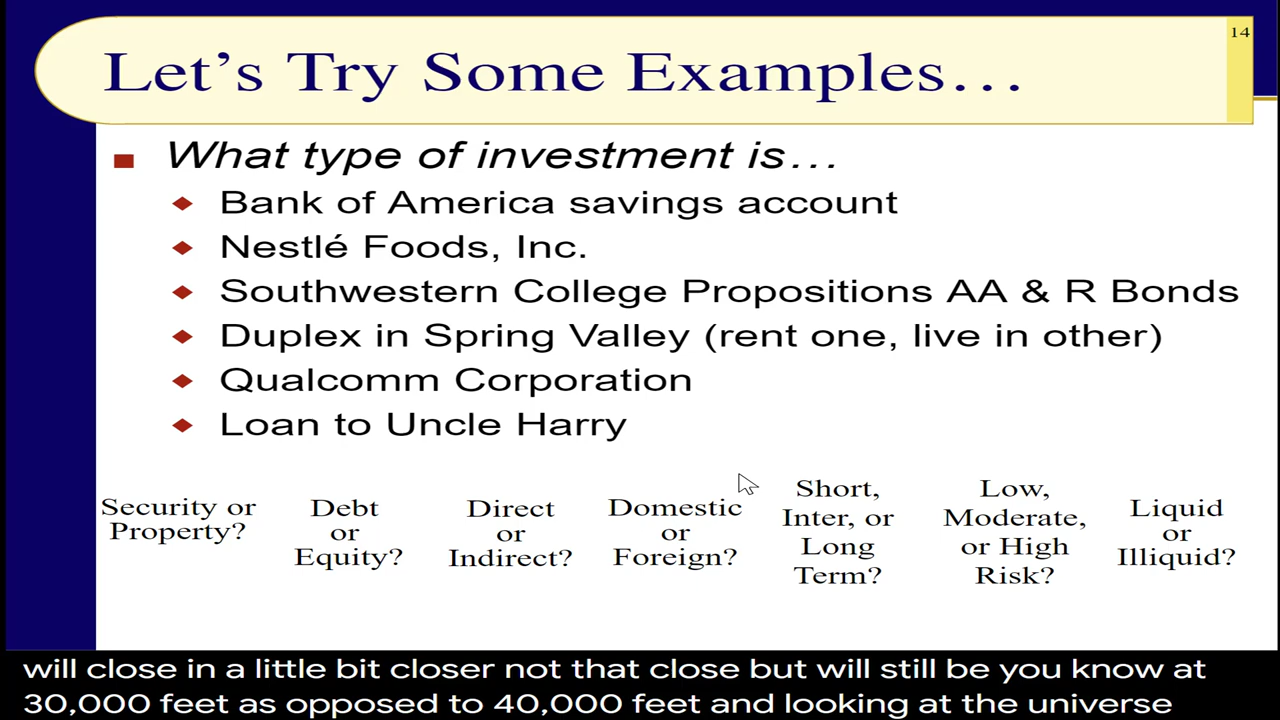 14
Let's Try Some Examples…
What type of investment is…
Bank of America savings account
Nestlé Foods, Inc.
Southwestern College Propositions AA & R Bonds
Duplex in Spring Valley (rent one, live in other)
Qualcomm Corporation
Loan to Uncle Harry
Security or
Property?
Debt
or
Equity?
Direct
or
Indirect?
Domestic
or
Foreign?
Short,
Inter, or
Long
Term?
Low,
Moderate,
or High
Risk?
Liquid
or
Illiquid?
will close in a little bit closer not that close but will still be you know at
30,000 feet as opposed to 40,000 feet and looking at the universe